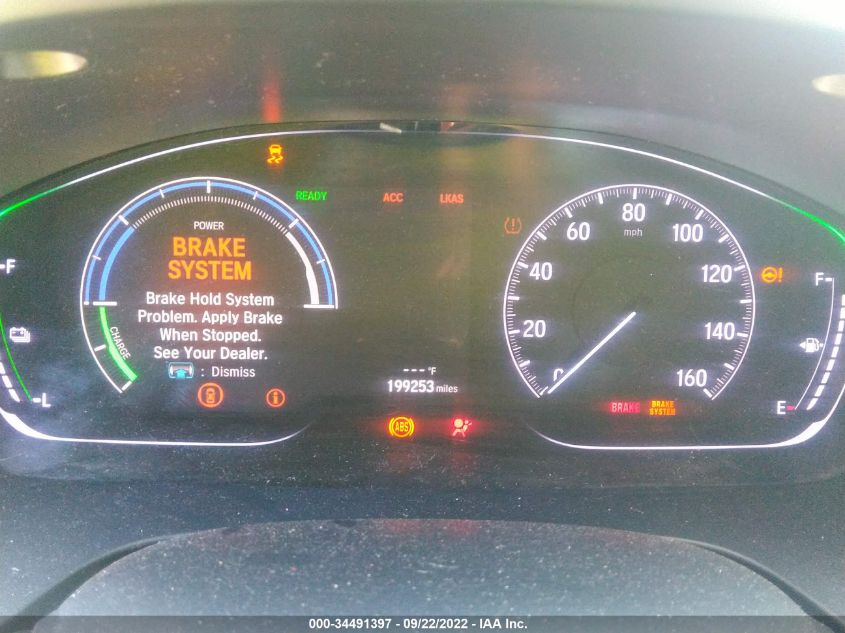 READY
ACC
LKAS
POWER
BRAKE
SYSTEM
Brake Hold System
Problem. Apply Brake
When Stopped.
See Your Dealer.
: Dismiss
CHARGE
F
L
---°F
199253 miles
ABS
0
20
40
60
80
mph
100
120
140
160
BRAKE
BRAKE
SYSTEM
F
E
000-34491397 - 09/22/2022 - IAA Inc.